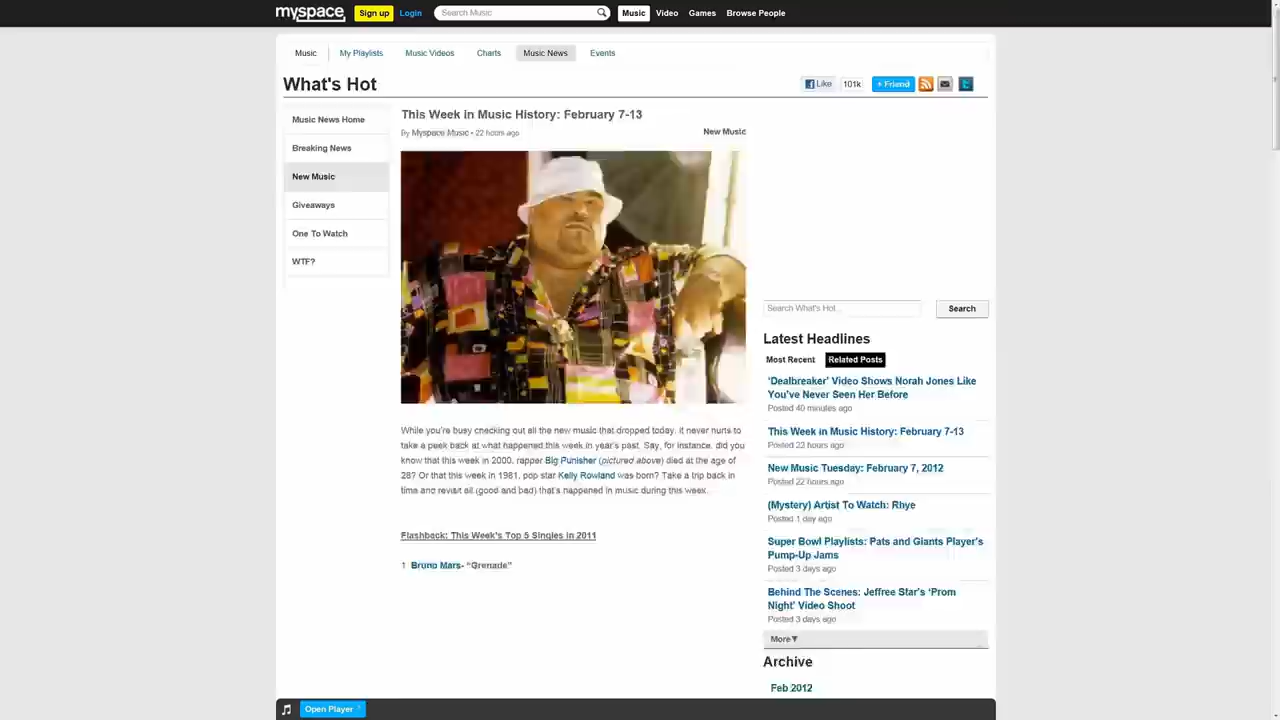 myspace.
Sign up
Login
Search Music
Music
Video
Games
Browse People
Music
My Playlists
Music Videos
Charts
Music News
Events
What's Hot
Like
101k
+ Friend
Music News Home
Breaking News
New Music
Giveaways
One To Watch
WTF?
This Week in Music History: February 7-13
By Myspace Music • 22 hours ago
New Music
While you're busy checking out all the new music that dropped today, it never hurts to
take a peek back at what happened this week in year's past. Say, for instance, did you
know that this week in 2000, rapper Big Punisher (pictured above) died at the age of
28? Or that this week in 1981, pop star Kelly Rowland was born? Take a trip back in
time and revisit all (good and bad) that's happened in music during this week.
Flashback: This Week's Top 5 Singles in 2011
1 Bruno Mars- “Grenade”
Search What's Hot...
Search
Latest Headlines
Most Recent
Related Posts
‘Dealbreaker’ Video Shows Norah Jones Like
You’ve Never Seen Her Before
Posted 40 minutes ago
This Week in Music History: February 7-13
Posted 22 hours ago
New Music Tuesday: February 7, 2012
Posted 22 hours ago
(Mystery) Artist To Watch: Rhye
Posted 1 day ago
Super Bowl Playlists: Pats and Giants Player’s
Pump-Up Jams
Posted 3 days ago
Behind The Scenes: Jeffree Star’s ‘Prom
Night’ Video Shoot
Posted 3 days ago
More▼
Archive
Feb 2012
Open Player